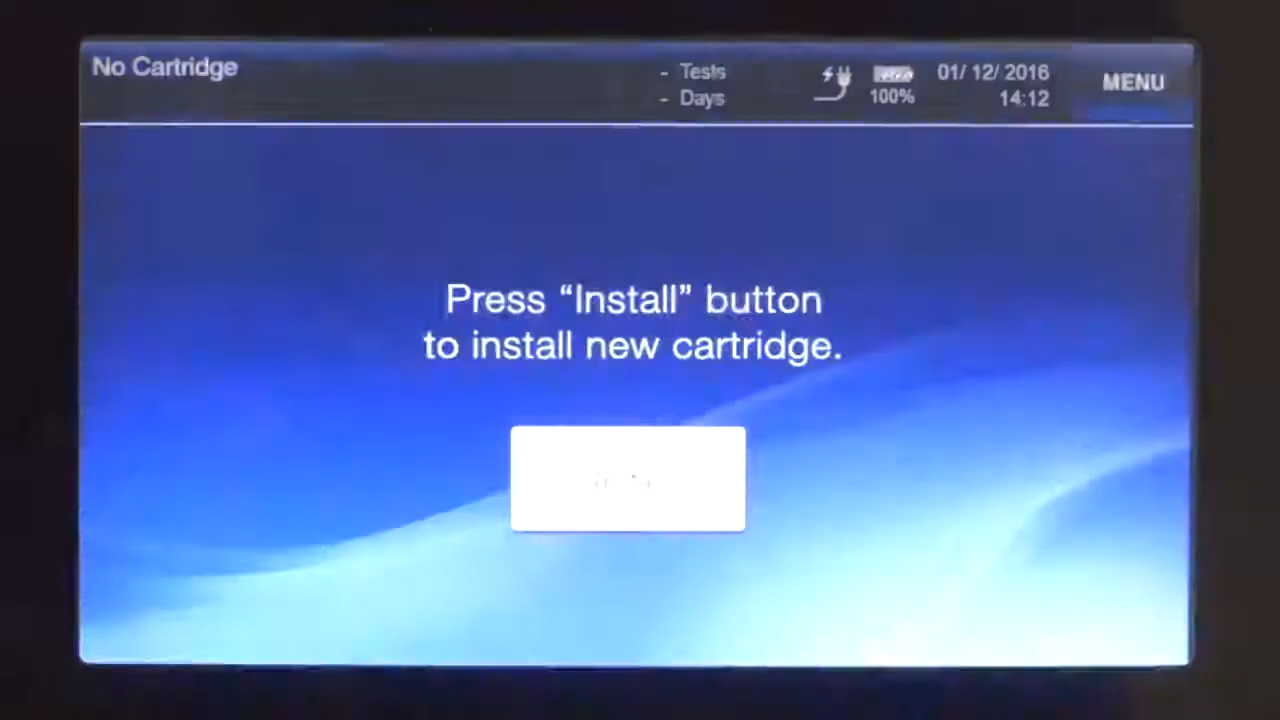 No Cartridge
- Tests
- Days
100%
01/ 12/ 2016
14:12
MENU
Press “Install” button
to install new cartridge.